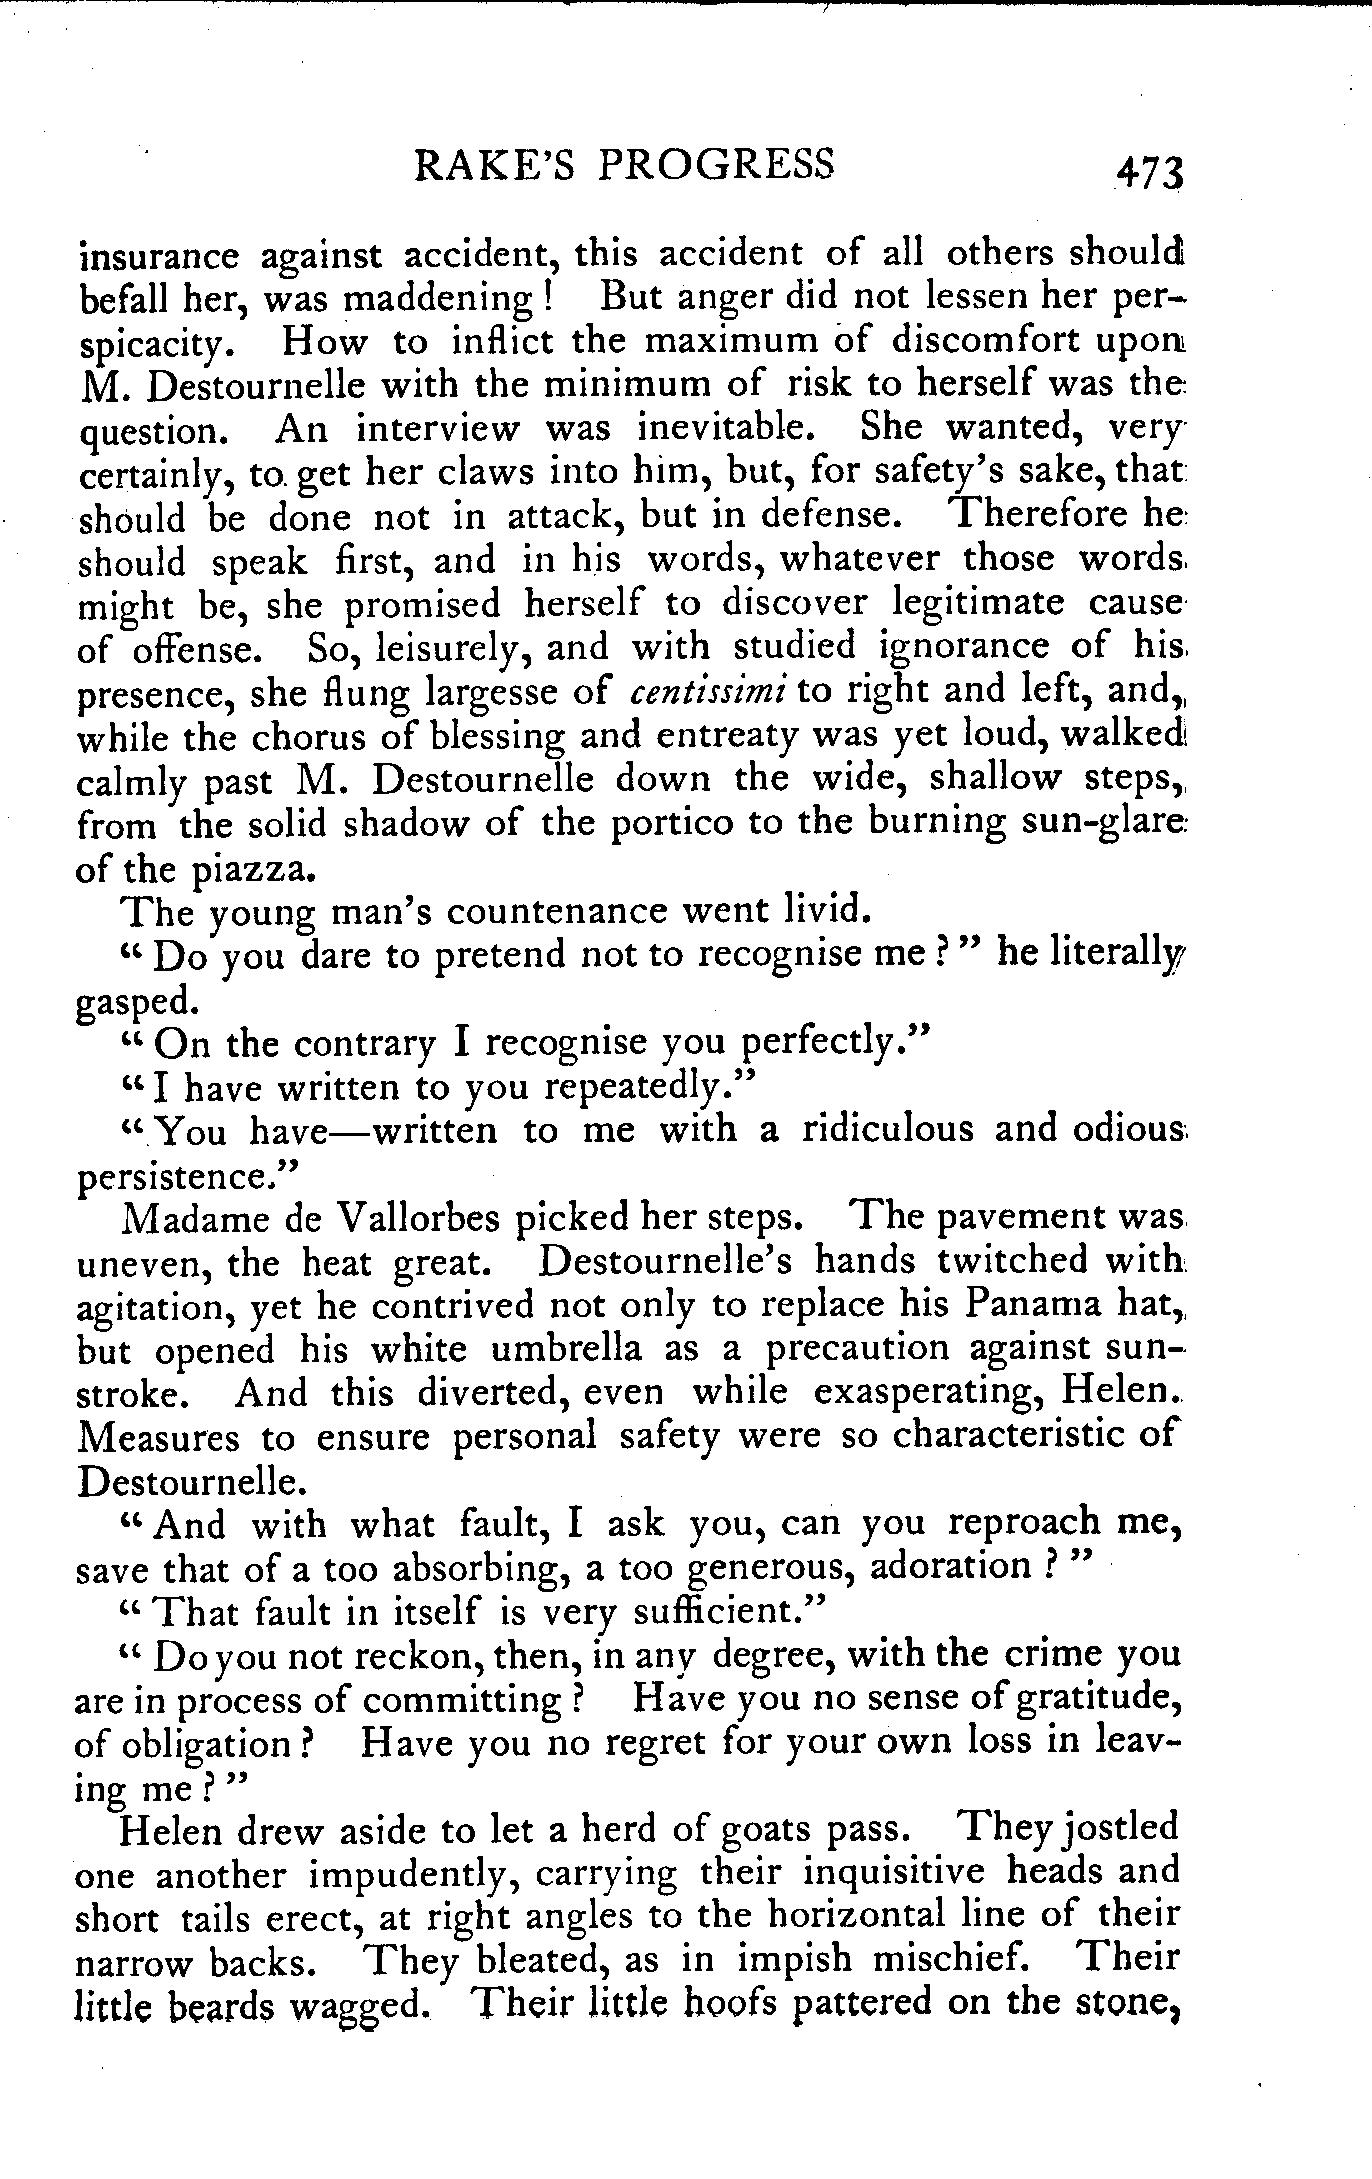 RAKE'S PROGRESS 473
insurance against accident, this accident of all others should
befall her, was maddening! But anger did not lessen her per-
spicacity. How to inflict the maximum of discomfort upon
M. Destournelle with the minimum of risk to herself was the
question. An interview was inevitable. She wanted, very
certainly, to get her claws into him, but, for safety's sake, that
should be done not in attack, but in defense. Therefore he
should speak first, and in his words, whatever those words
might be, she promised herself to discover legitimate cause
of offense. So, leisurely, and with studied ignorance of his
presence, she flung largesse of centissimi to right and left, and,
while the chorus of blessing and entreaty was yet loud, walked
calmly past M. Destournelle down the wide, shallow steps,
from the solid shadow of the portico to the burning sun-glare
of the piazza.
The young man's countenance went livid.
"Do you dare to pretend not to recognise me?" he literally
gasped.
"On the contrary I recognise you perfectly."
"I have written to you repeatedly."
"You have—written to me with a ridiculous and odious
persistence."
Madame de Vallorbes picked her steps. The pavement was
uneven, the heat great. Destournelle's hands twitched with
agitation, yet he contrived not only to replace his Panama hat,
but opened his white umbrella as a precaution against sun-
stroke. And this diverted, even while exasperating, Helen.
Measures to ensure personal safety were so characteristic of
Destournelle.
"And with what fault, I ask you, can you reproach me,
save that of a too absorbing, a too generous, adoration?"
"That fault in itself is very sufficient."
"Do you not reckon, then, in any degree, with the crime you
are in process of committing? Have you no sense of gratitude,
of obligation? Have you no regret for your own loss in leav-
ing me?"
Helen drew aside to let a herd of goats pass. They jostled
one another impudently, carrying their inquisitive heads and
short tails erect, at right angles to the horizontal line of their
narrow backs. They bleated, as in impish mischief. Their
little beards wagged. Their little hoofs pattered on the stone,